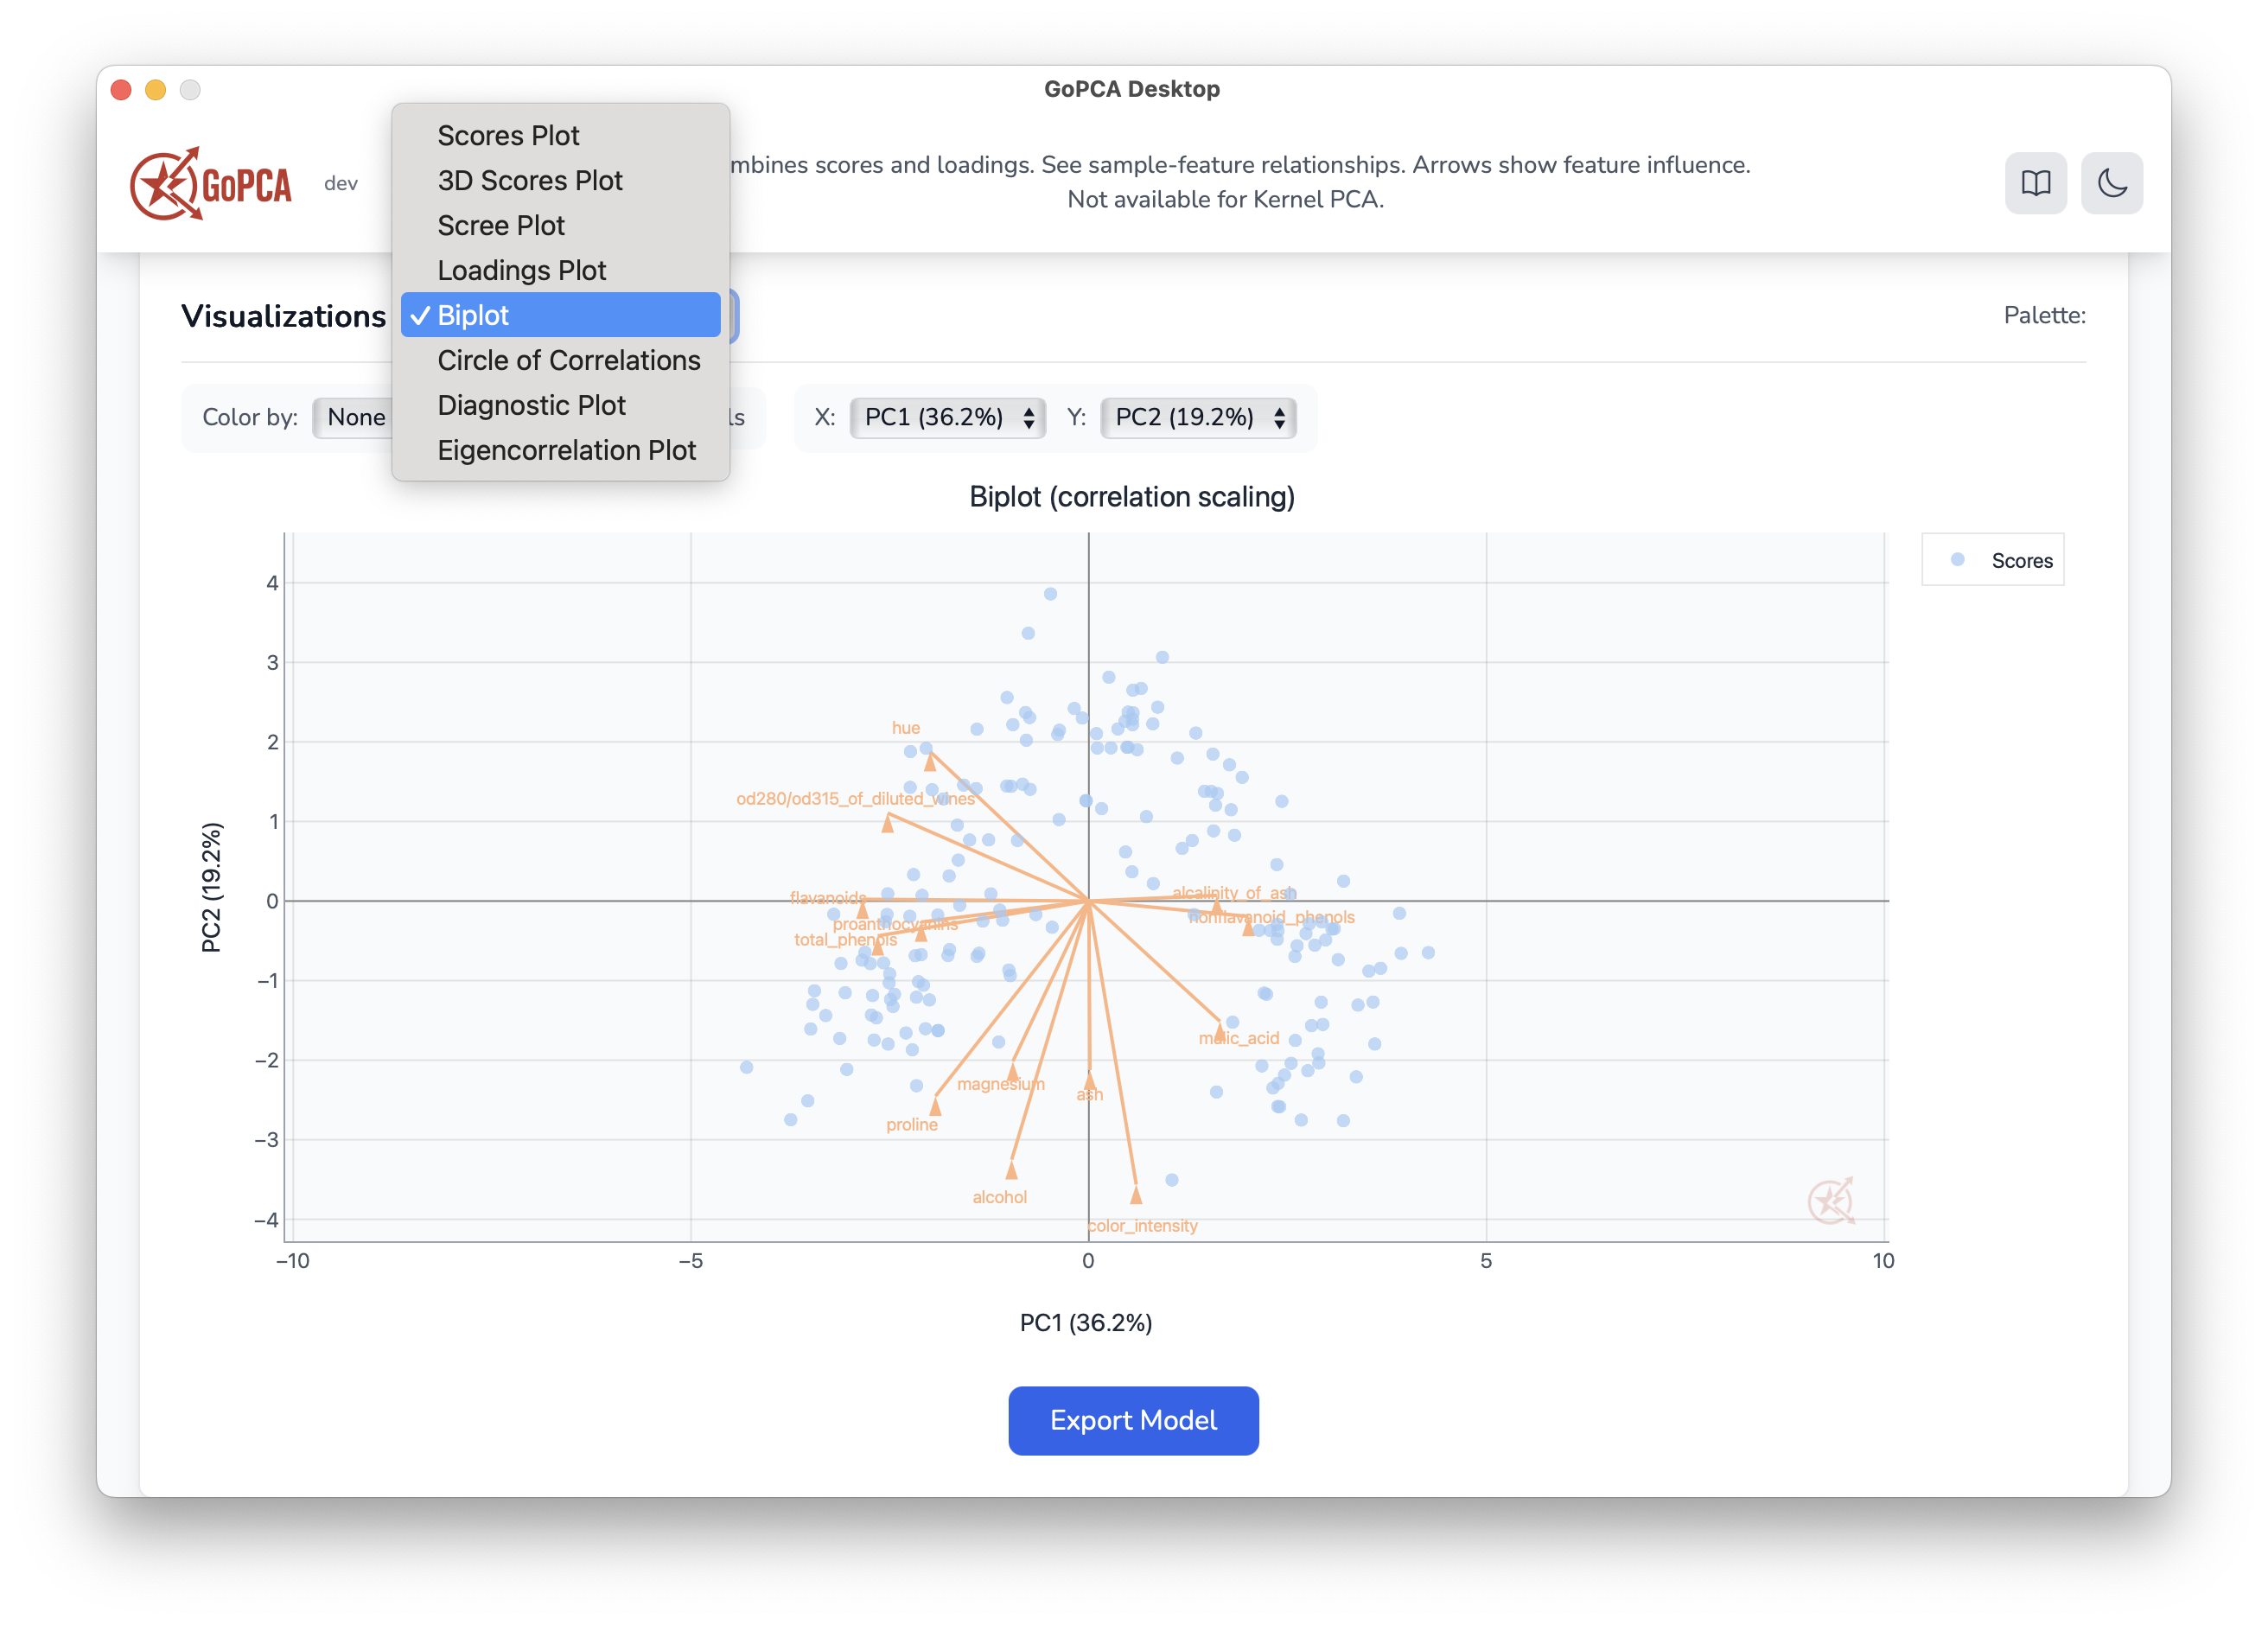 GoPCA Desktop
GoPCA
dev
mbines scores and loadings. See sample-feature relationships. Arrows show feature influence.
Not available for Kernel PCA.
Scores Plot
3D Scores Plot
Scree Plot
Loadings Plot
✓ Biplot
Circle of Correlations
Diagnostic Plot
Eigencorrelation Plot
Visualizations
Palette:
Color by: None
ls
X: PC1 (36.2%)
Y: PC2 (19.2%)
Biplot (correlation scaling)
Scores
4
3
2
1
0
−1
−2
−3
−4
PC2 (19.2%)
hue
od280/od315_of_diluted_wines
flavanoids
alcalinity_of_ash
nonflavanoid_phenols
proanthocyanins
total_phenols
malic_acid
magnesium
ash
proline
alcohol
color_intensity
−10
−5
0
5
10
PC1 (36.2%)
Export Model